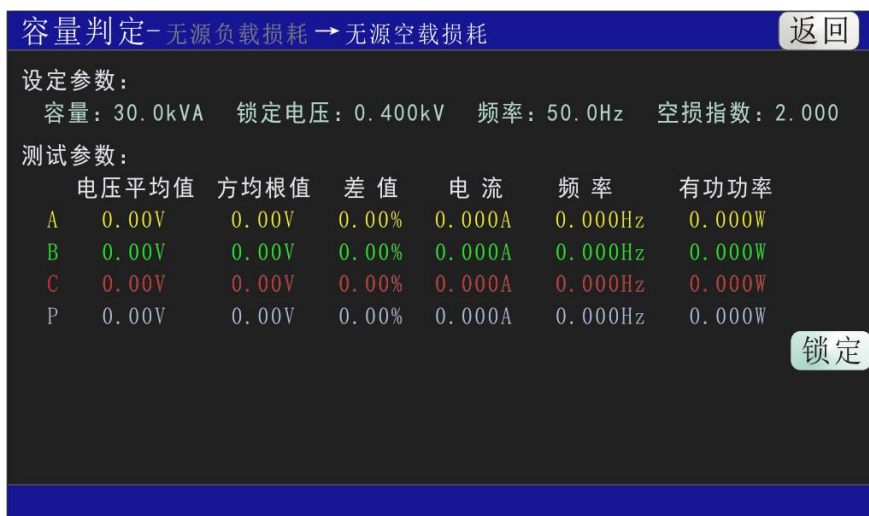 容量判定-无源负载损耗→无源空载损耗 返回
设定参数:
容量:30.0kVA 锁定电压:0.400kV 频率:50.0Hz 空损指数:2.000
测试参数:
电压平均值 方均根值 差 值 电 流 频 率 有功功率
A 0.00V 0.00V 0.00% 0.000A 0.000Hz 0.000W
B 0.00V 0.00V 0.00% 0.000A 0.000Hz 0.000W
C 0.00V 0.00V 0.00% 0.000A 0.000Hz 0.000W
P 0.00V 0.00V 0.00% 0.000A 0.000Hz 0.000W
锁定